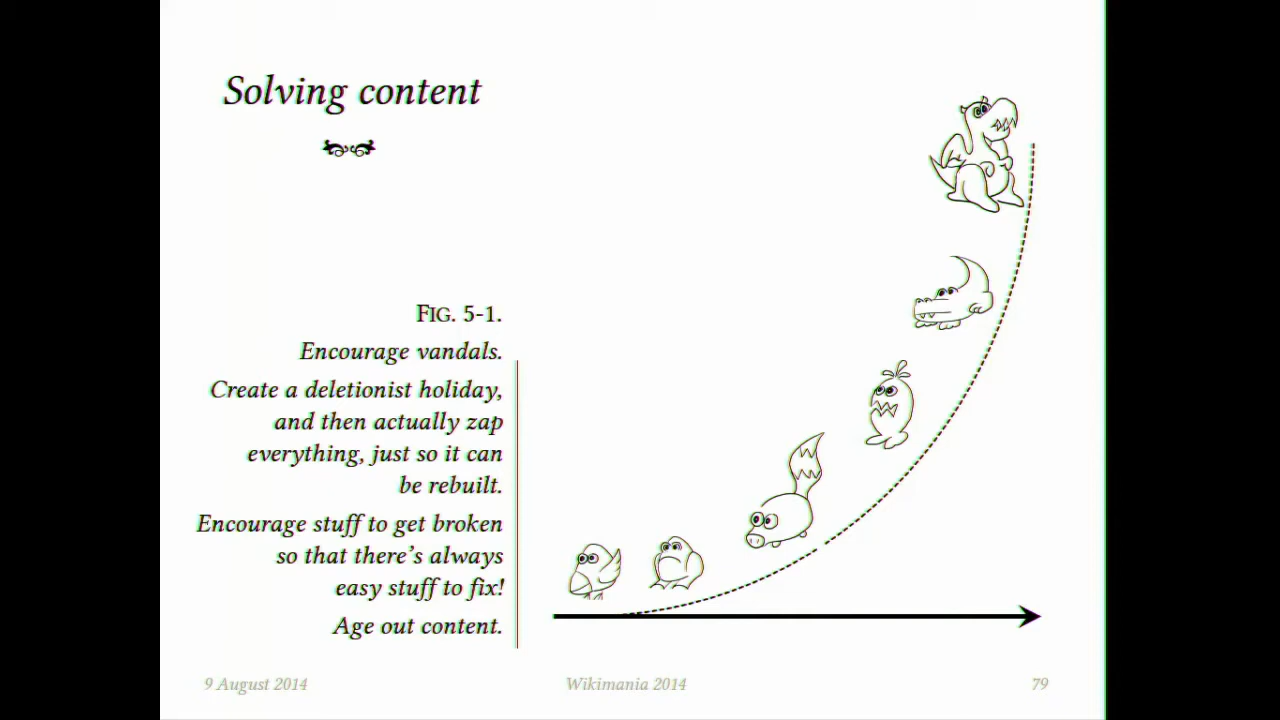 Solving content
FIG. 5-1.
Encourage vandals.
Create a deletionist holiday,
and then actually zap
everything, just so it can
be rebuilt.
Encourage stuff to get broken
so that there’s always
easy stuff to fix!
Age out content.
9 August 2014
Wikimania 2014
79